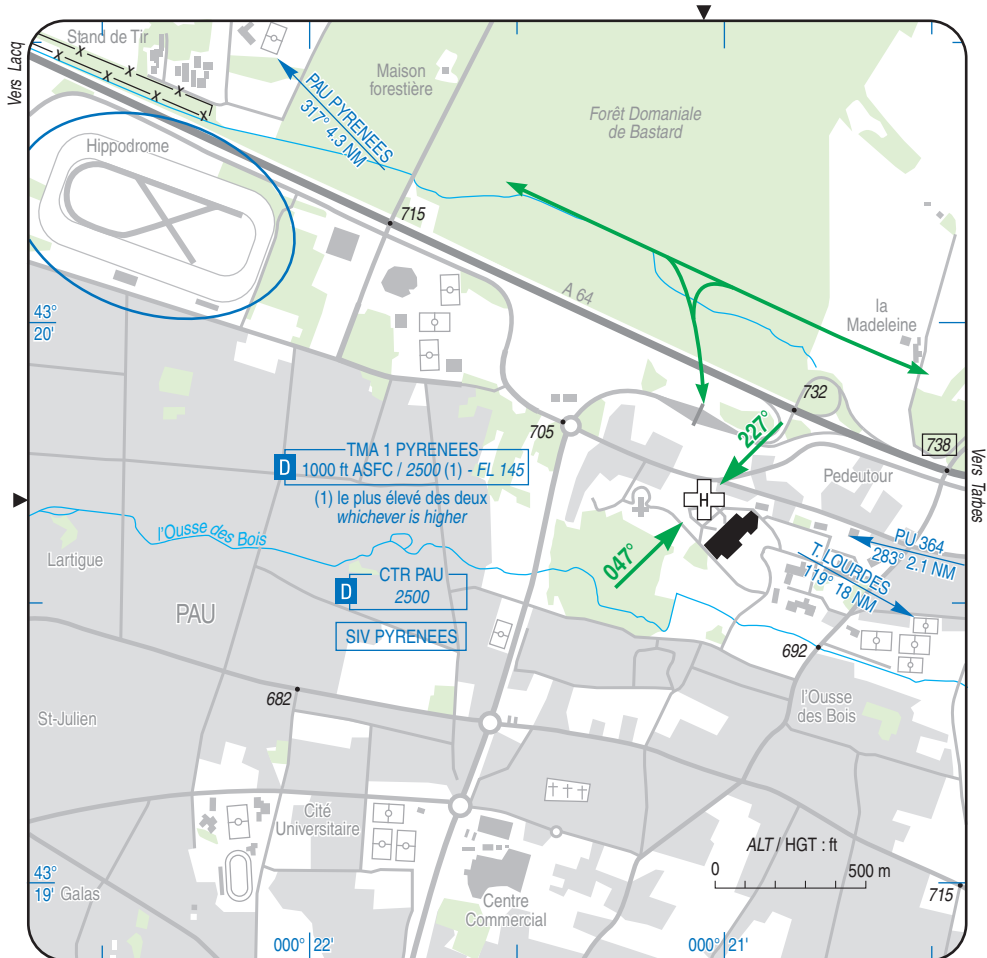 Stand de Tir
Vers Lacq
PAU PYRENEES
317° 4.3 NM
Maison
forestière
Forêt Domaniale
de Bastard
Hippodrome
715
A 64
43°
20'
la
Madeleine
732
705
227°
738
TMA 1 PYRENEES
D
1000 ft ASFC / 2500 (1) - FL 145
(1) le plus élevé des deux
whichever is higher
Pedeutour
Vers Tarbes
H
l'Ousse des Bois
PU 364
283° 2.1 NM
Lartigue
047°
T. LOURDES
119° 18 NM
CTR PAU
D
2500
PAU
SIV PYRENEES
692
682
l'Ousse
des Bois
St-Julien
Cité
Universitaire
ALT / HGT : ft
0
500 m
43°
19'
Galas
Centre
Commercial
715
000° 22'
000° 21'